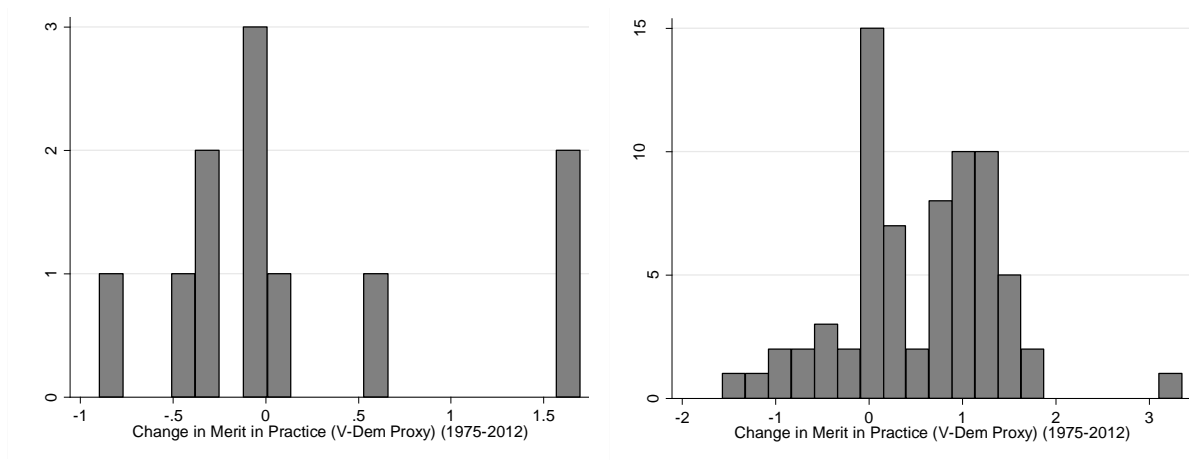 3
2
1
0
-1 -.5 0 .5 1 1.5
Change in Merit in Practice (V-Dem Proxy) (1975-2012)
15
10
5
0
-2 -1 0 1 2 3
Change in Merit in Practice (V-Dem Proxy) (1975-2012)